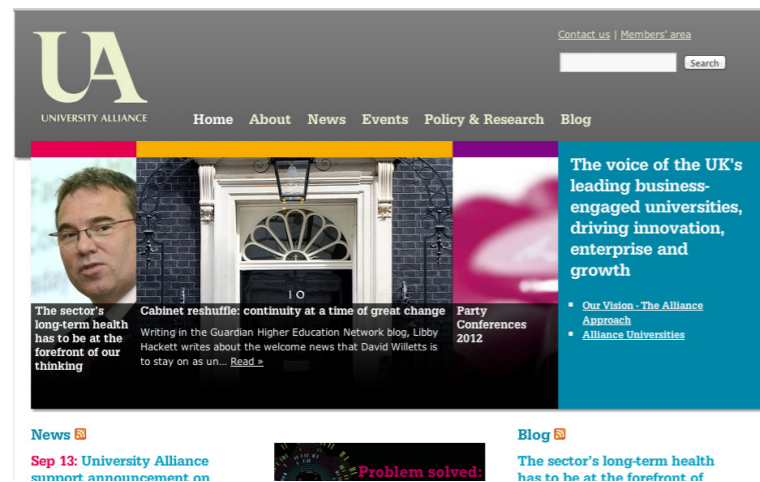 Contact us | Members' area
Search
UA
UNIVERSITY ALLIANCE
Home About News Events Policy & Research Blog
The voice of the UK's
leading business-
engaged universities,
driving innovation,
enterprise and
growth
Our Vision - The Alliance
Approach
Alliance Universities
10
The sector's
long-term health
has to be at the
forefront of our
thinking
Cabinet reshuffle: continuity at a time of great change
Writing in the Guardian Higher Education Network blog, Libby
Hackett writes about the welcome news that David Willetts is
to stay on as un... Read »
Party
Conferences
2012
News
Sep 13: University Alliance
support announcement on
Problem solved:
Blog
The sector's long-term health
has to be at the forefront of